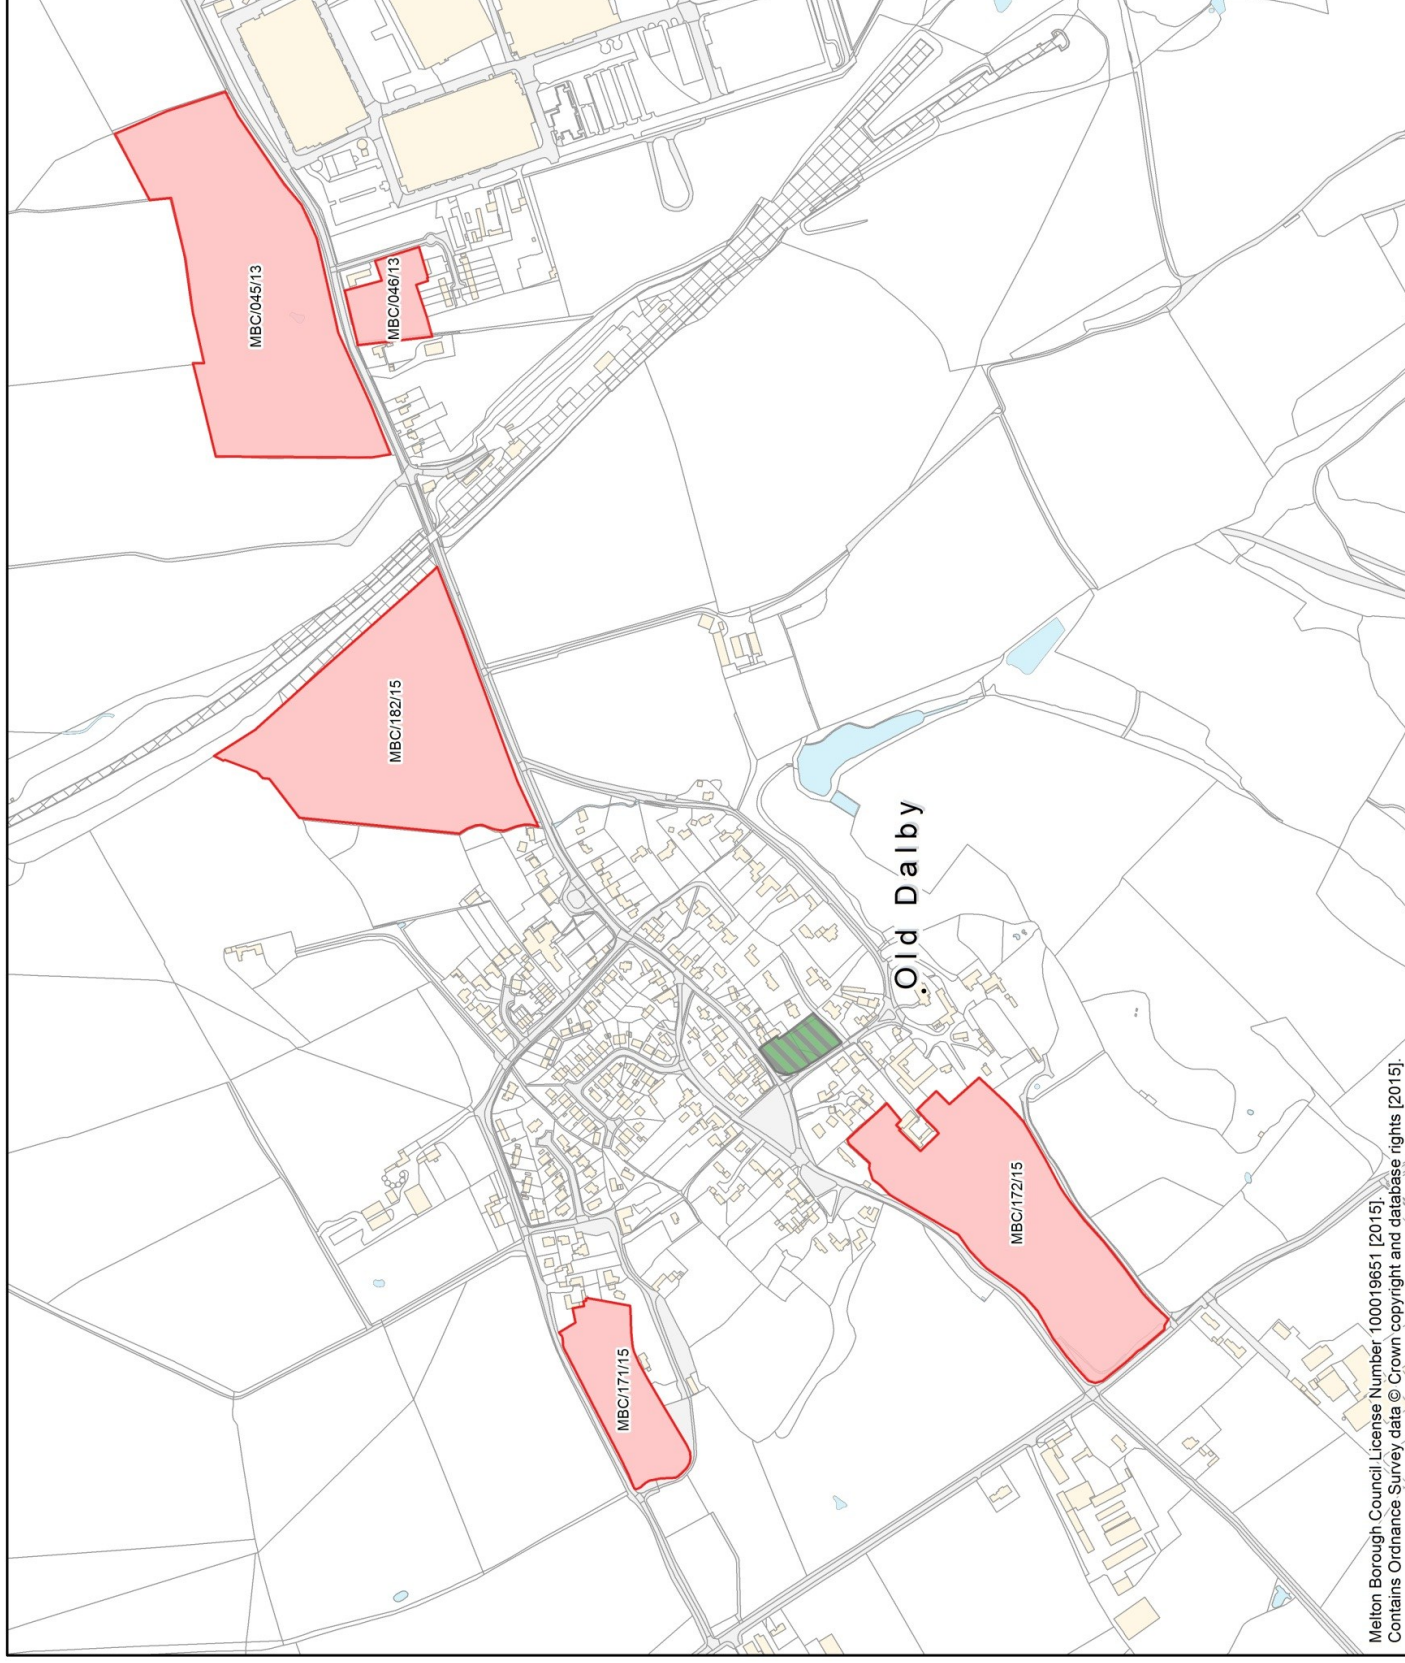 MBC/045/13
MBC/046/13
MBC/182/15
Old Dalby
MBC/171/15
MBC/172/15
Melton Borough Council License Number 100019651 [2015].
Contains Ordnance Survey data © Crown copyright and database rights [2015].